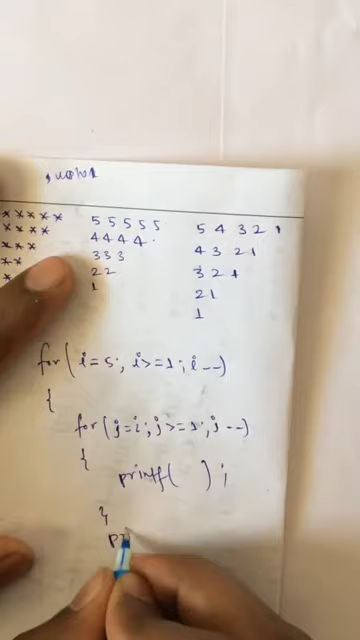 * * * * *
* * * *
* * *
* *
*
5 5 5 5 5
4 4 4 4
3 3 3
2 2
1
5 4 3 2 1
4 3 2 1
3 2 1
2 1
1
for( i=5; i>=1; i--)
{
for(j=i; j>=1; j--)
{
printf( );
}
pr